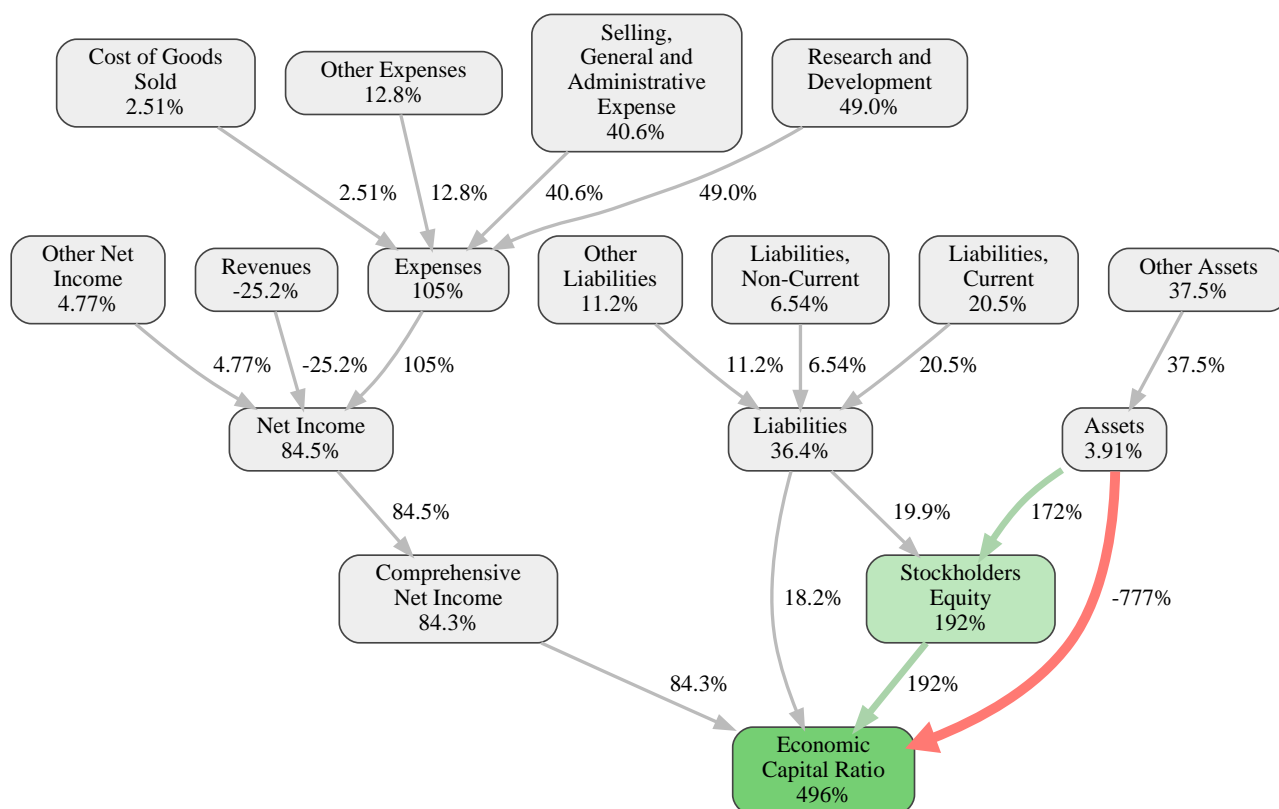 Cost of Goods
Sold
2.51%
Other Expenses
12.8%
Selling,
General and
Administrative
Expense
40.6%
Research and
Development
49.0%
2.51%
12.8%
40.6%
49.0%
Other Net
Income
4.77%
Revenues
-25.2%
Expenses
105%
Other
Liabilities
11.2%
Liabilities,
Non-Current
6.54%
Liabilities,
Current
20.5%
Other Assets
37.5%
4.77%
-25.2%
105%
11.2%
6.54%
20.5%
37.5%
Net Income
84.5%
Liabilities
36.4%
Assets
3.91%
84.5%
19.9%
172%
Comprehensive
Net Income
84.3%
18.2%
Stockholders
Equity
192%
-777%
84.3%
192%
Economic
Capital Ratio
496%